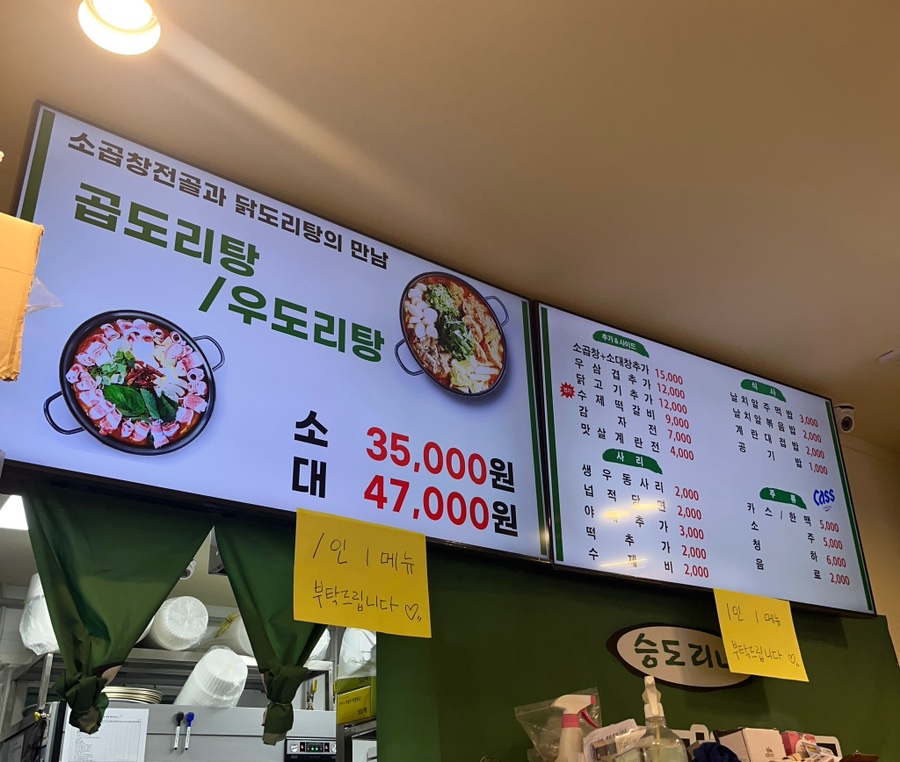 소곱창전골과 닭도리탕의 만남
곱도리탕
/우도리탕
소 35,000원
대 47,000원
추가&사이드
소곱창+소대창추가 15,000
우삼겹추가 12,000
닭고기추가 12,000
수제떡갈비 9,000
감자전 7,000
맛살계란전 4,000
사리
생우동사리 2,000
넙적당면 2,000
야채추가 3,000
떡추가 2,000
수제비 2,000
식사
날치알주먹밥 3,000
날치알볶음밥 2,000
계란대접밥 2,000
공기밥 1,000
주류
cass
카스/한맥 5,000
소주 5,000
청하 6,000
음료 2,000
1인 1메뉴
부탁드립니다♡
1인 1메뉴
부탁드립니다♡
승도리네